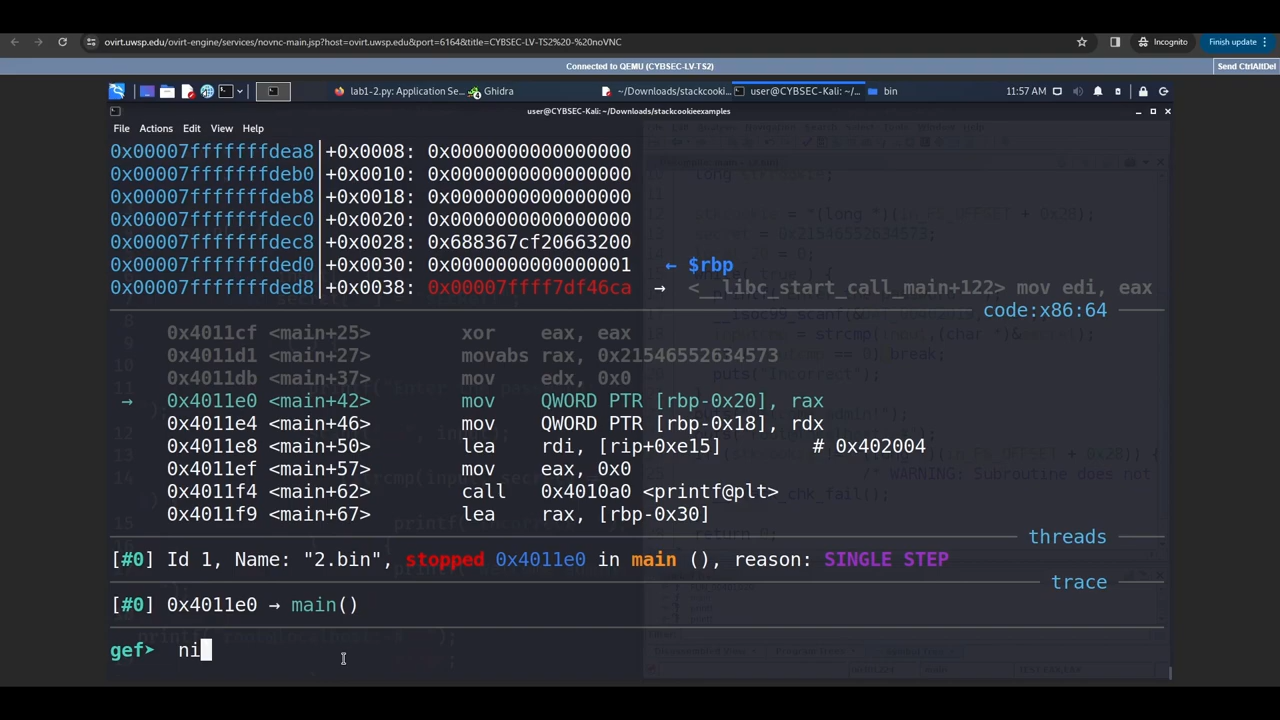 ovirt.uwsp.edu/ovirt-engine/services/novnc-main.jsp?host=ovirt.uwsp.edu&port=6164&title=CYBSEC-LV-TS2%20-%20noVNC
Incognito
Finish update
Connected to QEMU (CYBSEC-LV-TS2)
Send CtrlAltDel
lab1-2.py: Application Se...
Ghidra
~/Downloads/stackcooki...
user@CYBSEC-Kali: ~/...
bin
11:57 AM
user@CYBSEC-Kali: ~/Downloads/stackcookieexamples
File Actions Edit View Help
0x00007fffffffdea8│+0x0008: 0x0000000000000000
0x00007fffffffdeb0│+0x0010: 0x0000000000000000
0x00007fffffffdeb8│+0x0018: 0x0000000000000000
0x00007fffffffdec0│+0x0020: 0x0000000000000000
0x00007fffffffdec8│+0x0028: 0x688367cf20663200
0x00007fffffffded0│+0x0030: 0x0000000000000001 ← $rbp
0x00007fffffffded8│+0x0038: 0x00007ffff7df46ca → <__libc_start_call_main+122> mov edi, eax
code:x86:64
0x4011cf <main+25> xor eax, eax
0x4011d1 <main+27> movabs rax, 0x21546552634573
0x4011db <main+37> mov edx, 0x0
→ 0x4011e0 <main+42> mov QWORD PTR [rbp-0x20], rax
0x4011e4 <main+46> mov QWORD PTR [rbp-0x18], rdx
0x4011e8 <main+50> lea rdi, [rip+0xe15] # 0x402004
0x4011ef <main+57> mov eax, 0x0
0x4011f4 <main+62> call 0x4010a0 <printf@plt>
0x4011f9 <main+67> lea rax, [rbp-0x30]
threads
[#0] Id 1, Name: "2.bin", stopped 0x4011e0 in main (), reason: SINGLE STEP
trace
[#0] 0x4011e0 → main()
gef➤ ni